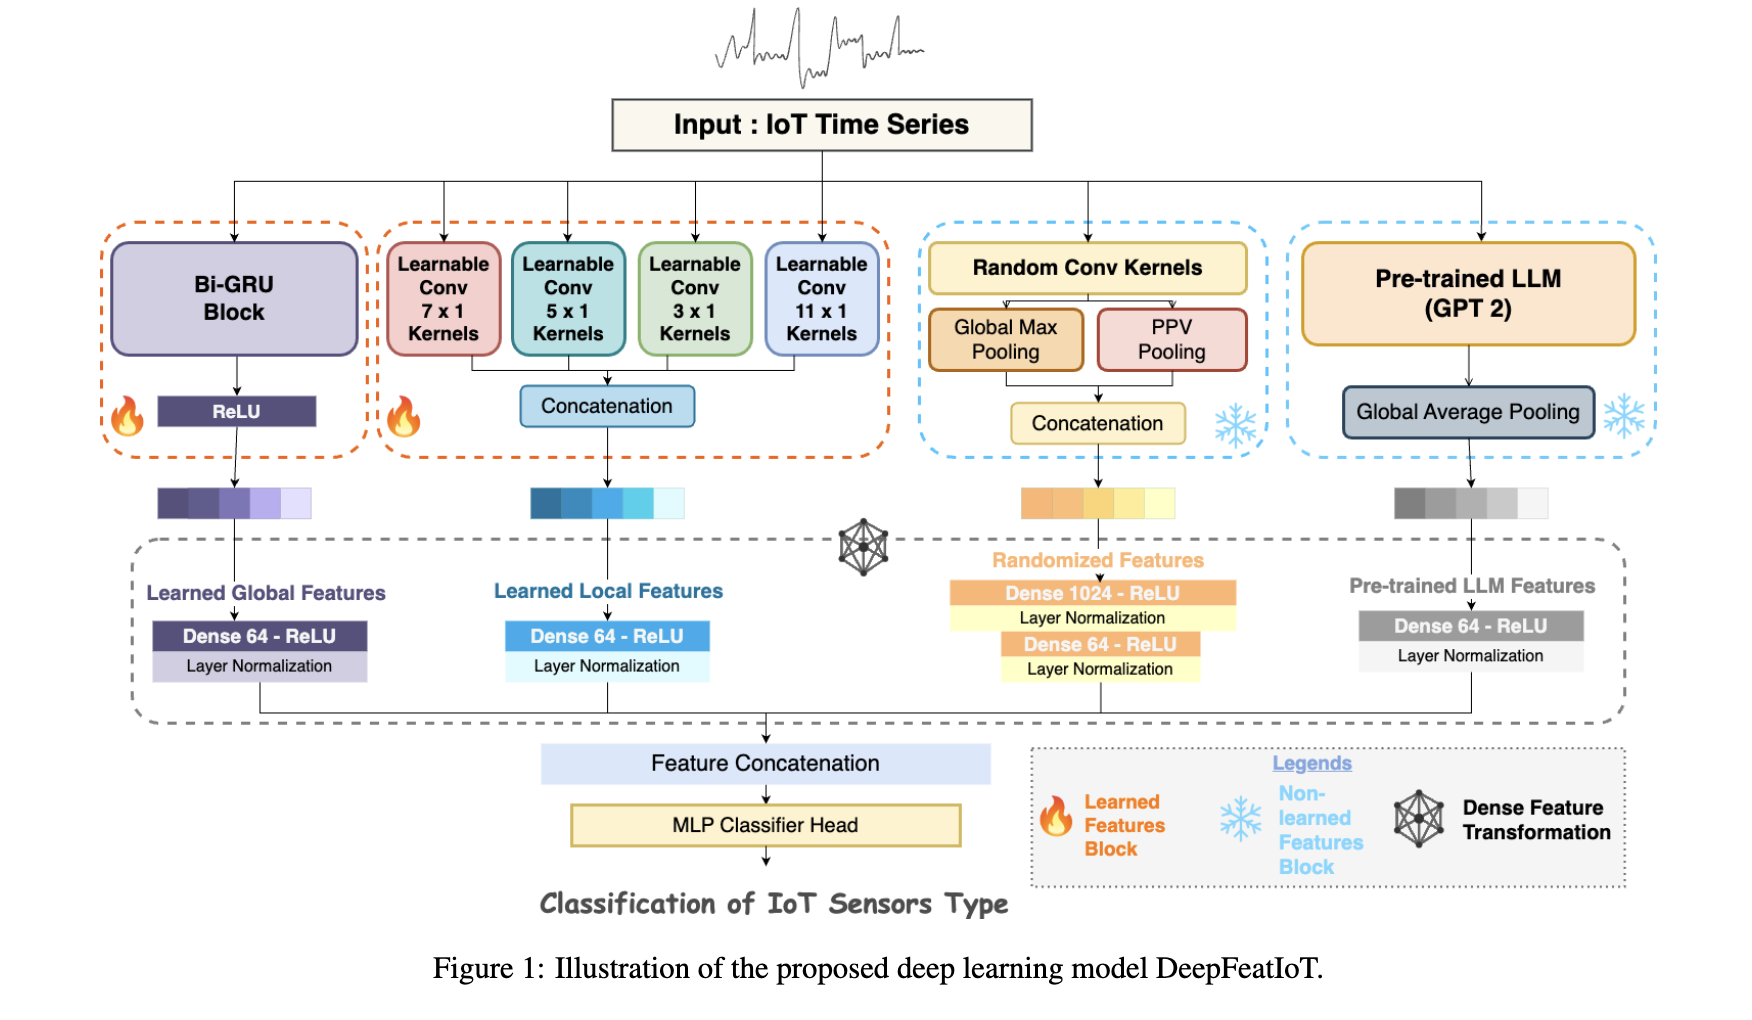 Input : IoT Time Series
Bi-GRU
Block
ReLU
Learnable
Conv
7 x 1
Kernels
Learnable
Conv
5 x 1
Kernels
Learnable
Conv
3 x 1
Kernels
Learnable
Conv
11 x 1
Kernels
Concatenation
Random Conv Kernels
Global Max
Pooling
PPV
Pooling
Concatenation
Pre-trained LLM
(GPT 2)
Global Average Pooling
Learned Global Features
Dense 64 - ReLU
Layer Normalization
Learned Local Features
Dense 64 - ReLU
Layer Normalization
Randomized Features
Dense 1024 - ReLU
Layer Normalization
Dense 64 - ReLU
Layer Normalization
Pre-trained LLM Features
Dense 64 - ReLU
Layer Normalization
Feature Concatenation
MLP Classifier Head
Classification of IoT Sensors Type
Legends
Learned
Features
Block
Non-
learned
Features
Block
Dense Feature
Transformation
Figure 1: Illustration of the proposed deep learning model DeepFeatIoT.